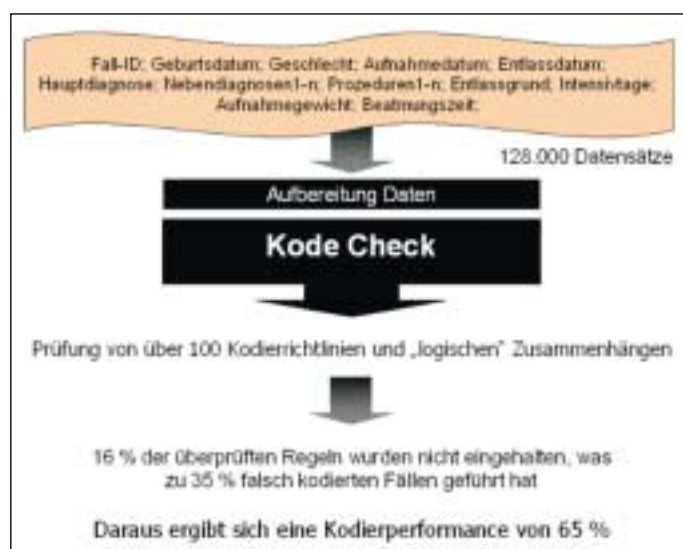 Fall-ID; Geburtsdatum; Geschlecht; Aufnahmedatum; Entlassdatum;
Hauptdiagnose; Nebendiagnosen1-n; Prozeduren1-n; Entlassgrund; Intensivtage;
Aufnahmegewicht; Beatmungszeit;
128.000 Datensätze
Aufbereitung Daten
Kode Check
Prüfung von über 100 Kodierrichtlinien und „logischen" Zusammenhängen
16 % der überprüften Regeln wurden nicht eingehalten, was
zu 35 % falsch kodierten Fällen geführt hat
Daraus ergibt sich eine Kodierperformance von 65 %